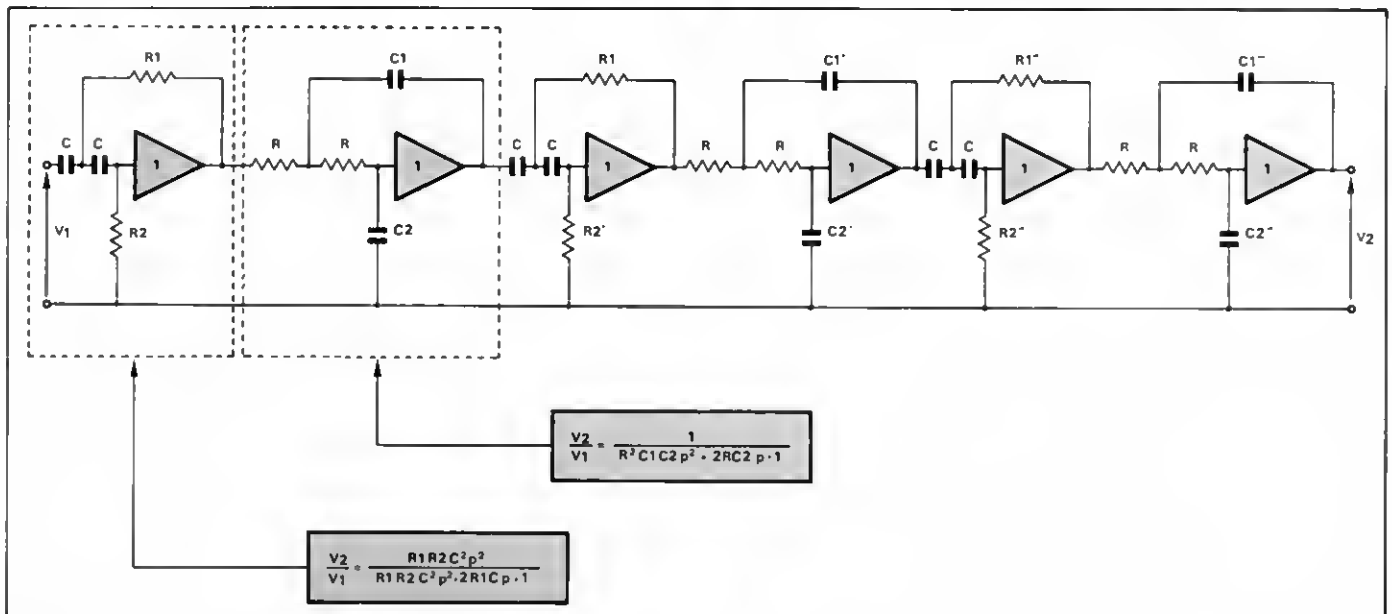 R1 C1 R1 C1' R1" C1"
C C R R C C R R C C R R
1 1 1 1 1 1
V1 R2 C2 R2' C2' R2" C2" V2
V2/V1 = 1 / R²C1C2p² + 2RC2p + 1
V2/V1 = R1R2C²p² / R1R2C²p² + 2R1Cp + 1